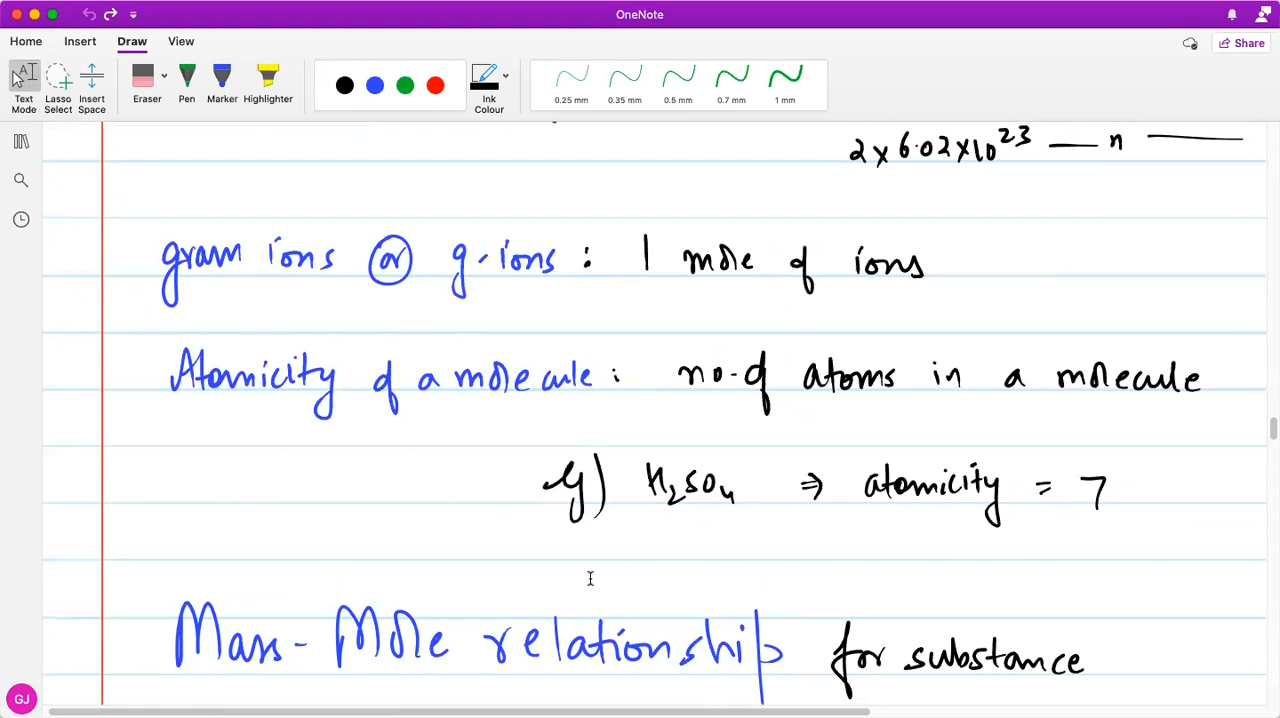 OneNote
Home Insert Draw View
Share
Text Mode
Lasso Select
Insert Space
Eraser
Pen
Marker
Highlighter
Ink Colour
0.25 mm 0.35 mm 0.5 mm 0.7 mm 1 mm
2 x 6.02 x 10²³ — n —
gram ions or g-ions : 1 mole of ions
Atomicity of a molecule : no. of atoms in a molecule
eg) H₂SO₄ ⇒ atomicity = 7
Mass - Mole relationship for substance
GJ